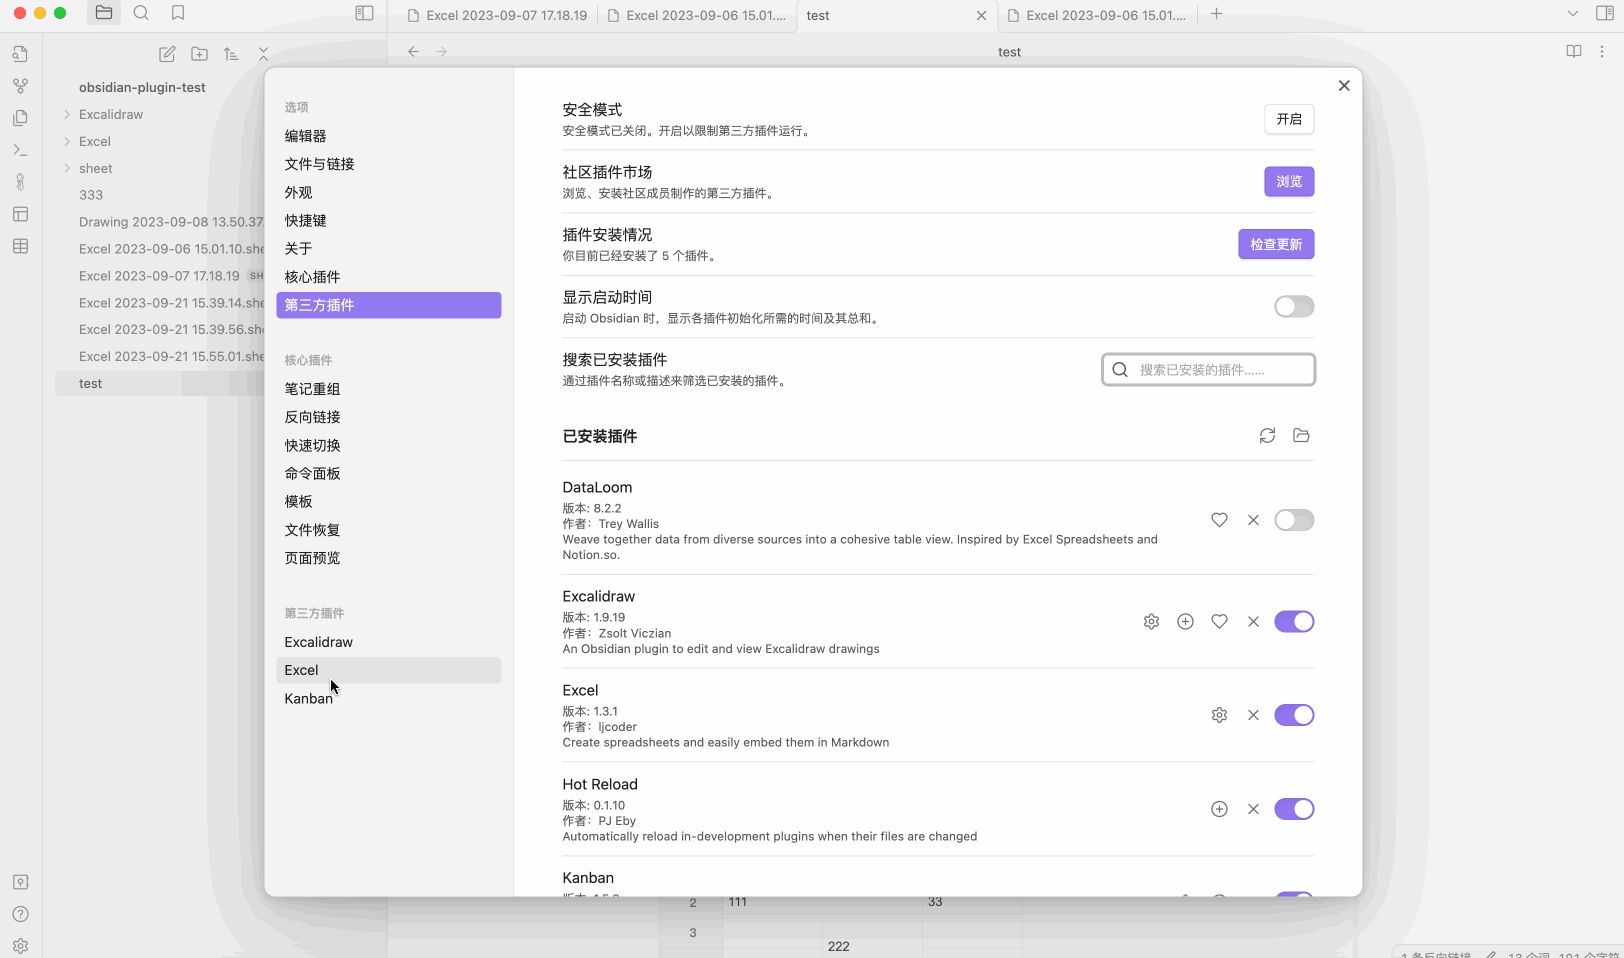 Excel 2023-09-07 17.18.19
Excel 2023-09-06 15.01....
test
Excel 2023-09-06 15.01....
test
obsidian-plugin-test
Excalidraw
Excel
sheet
333
Drawing 2023-09-08 13.50.37
Excel 2023-09-06 15.01.10.she
Excel 2023-09-07 17.18.19 SH
Excel 2023-09-21 15.39.14.she
Excel 2023-09-21 15.39.56.she
Excel 2023-09-21 15.55.01.she
test
选项
编辑器
文件与链接
外观
快捷键
关于
核心插件
第三方插件
核心插件
笔记重组
反向链接
快速切换
命令面板
模板
文件恢复
页面预览
第三方插件
Excalidraw
Excel
Kanban
安全模式
安全模式已关闭。开启以限制第三方插件运行。
开启
社区插件市场
浏览、安装社区成员制作的第三方插件。
浏览
插件安装情况
你目前已经安装了 5 个插件。
检查更新
显示启动时间
启动 Obsidian 时，显示各插件初始化所需的时间及其总和。
搜索已安装插件
通过插件名称或描述来筛选已安装的插件。
搜索已安装的插件......
已安装插件
DataLoom
版本: 8.2.2
作者：Trey Wallis
Weave together data from diverse sources into a cohesive table view. Inspired by Excel Spreadsheets and
Notion.so.
Excalidraw
版本: 1.9.19
作者：Zsolt Viczian
An Obsidian plugin to edit and view Excalidraw drawings
Excel
版本: 1.3.1
作者：ljcoder
Create spreadsheets and easily embed them in Markdown
Hot Reload
版本: 0.1.10
作者：PJ Eby
Automatically reload in-development plugins when their files are changed
Kanban
2 111 33
3
222